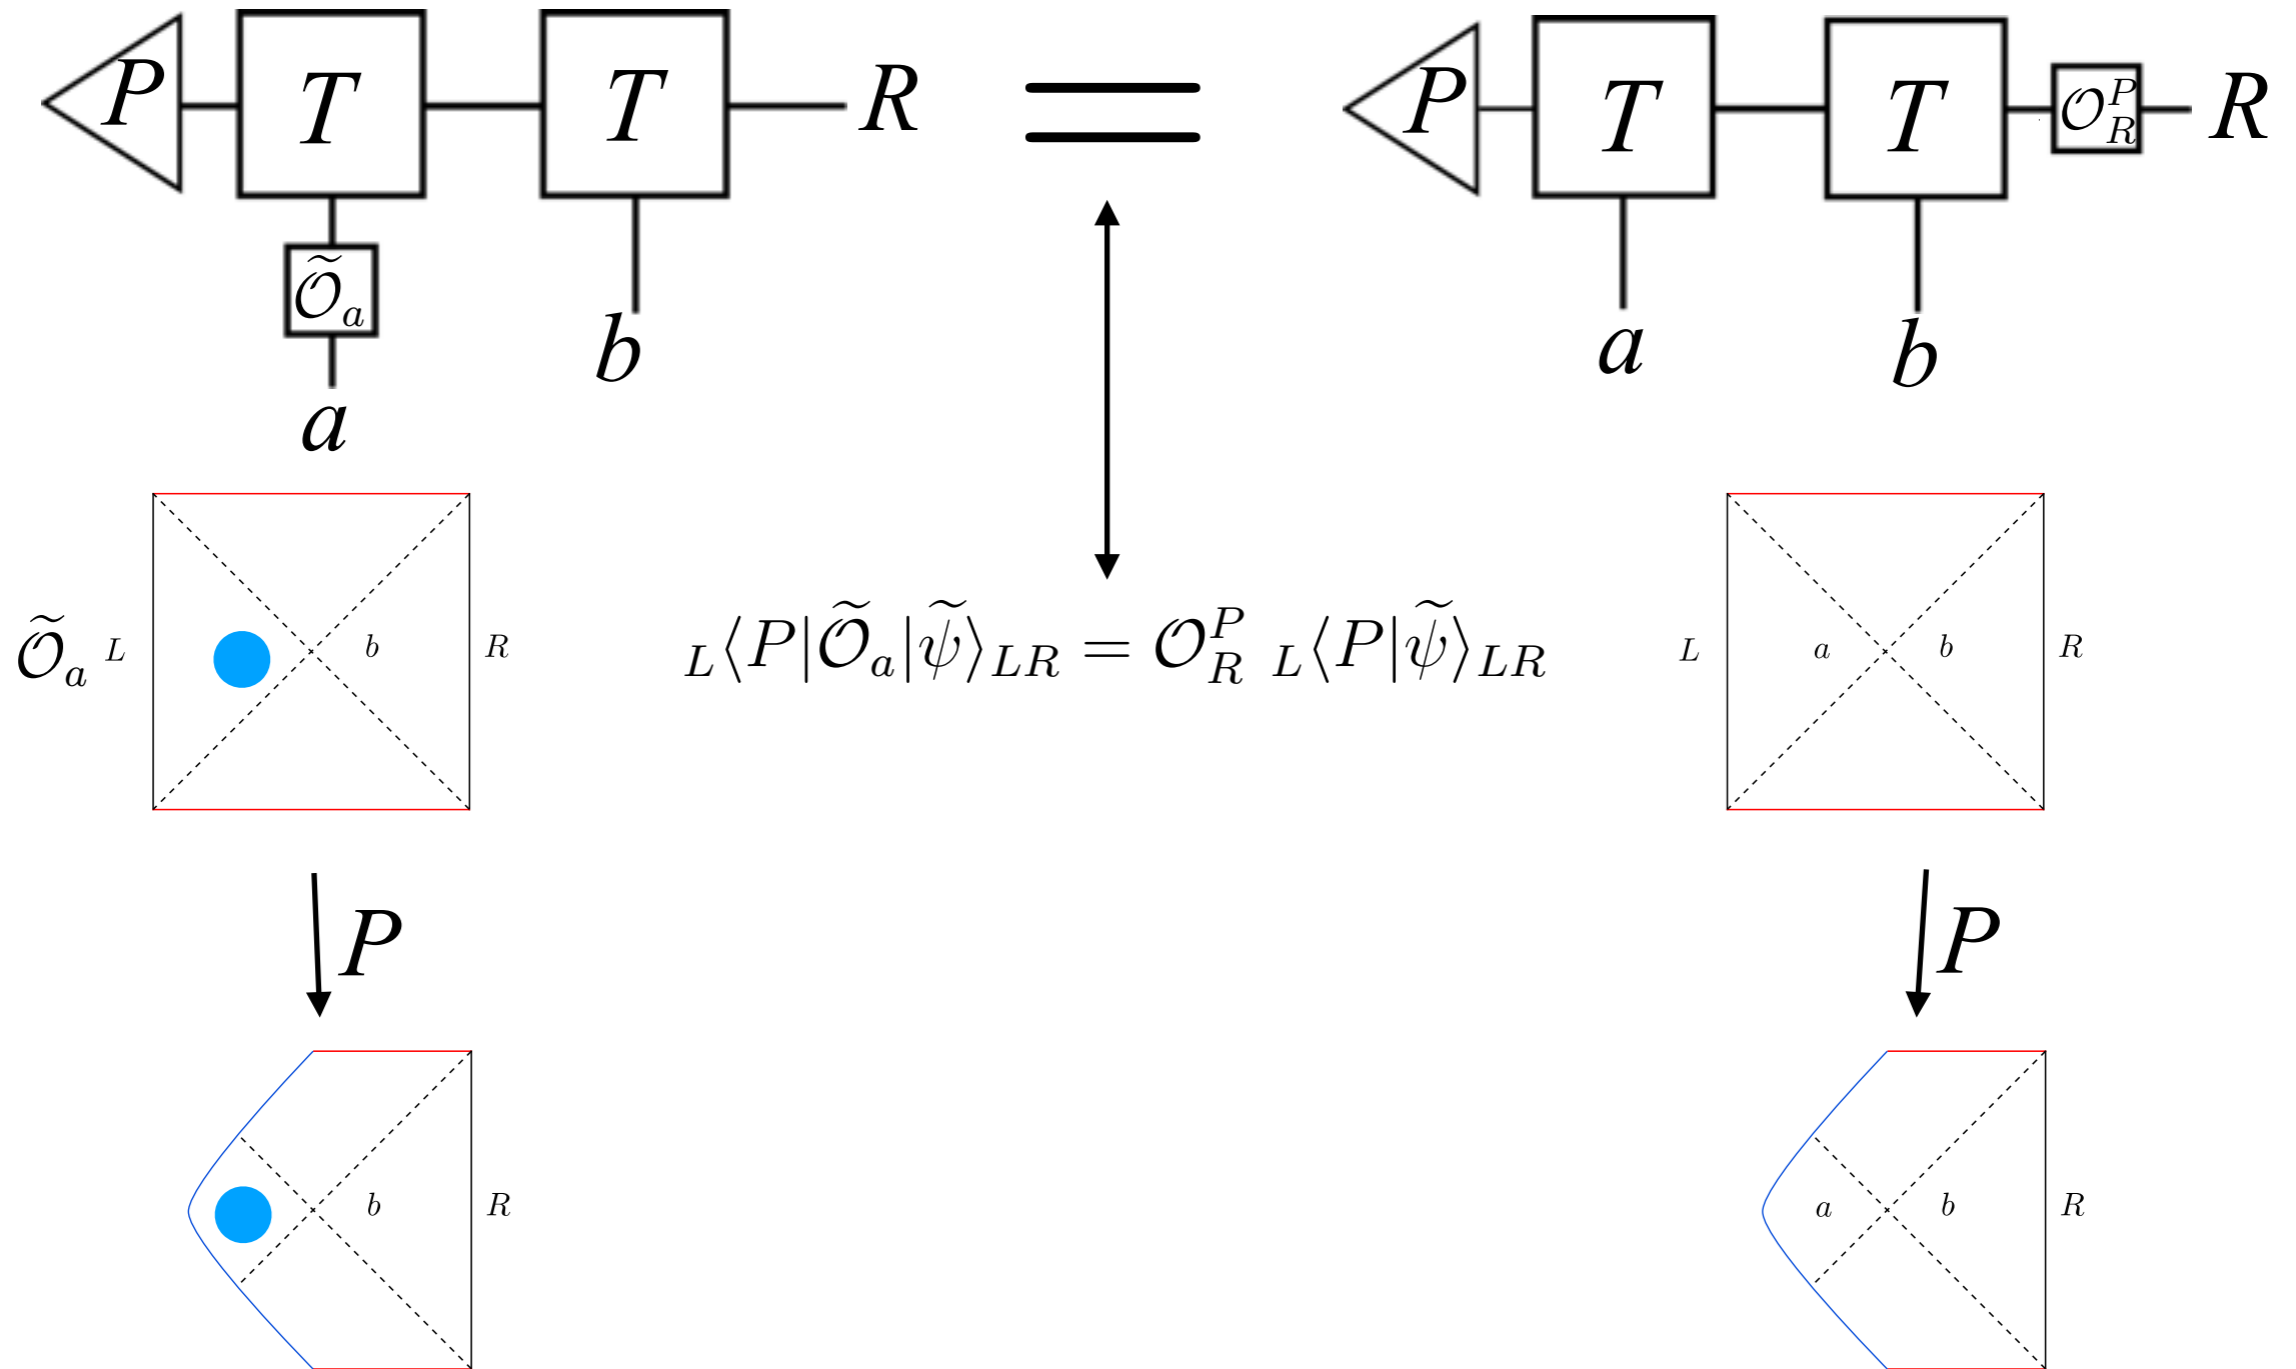 P T T R = P T T 𝒪_R^P R
𝒪̃_a b a b
a
𝒪̃_a L b R _L⟨P|𝒪̃_a|ψ̃⟩_{LR} = 𝒪_R^P _L⟨P|ψ̃⟩_{LR} L a b R
P P
b R a b R